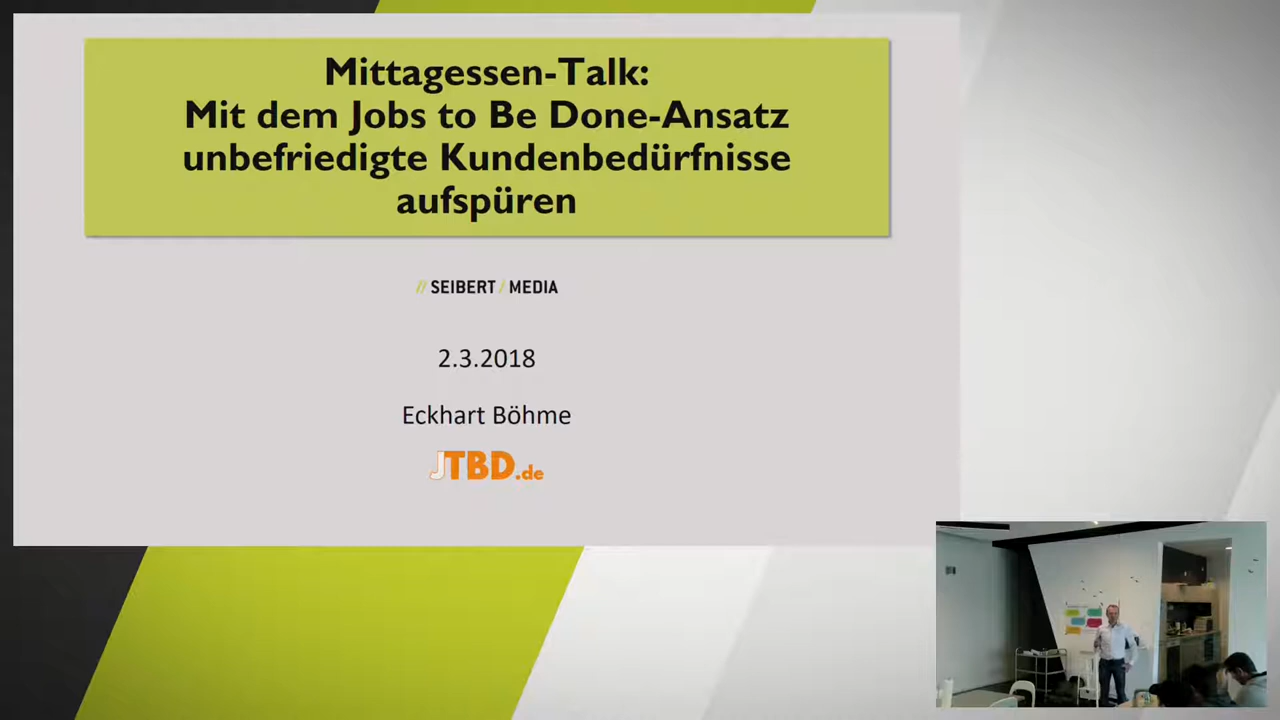 Mittagessen-Talk:
Mit dem Jobs to Be Done-Ansatz
unbefriedigte Kundenbedürfnisse
aufspüren
// SEIBERT / MEDIA
2.3.2018
Eckhart Böhme
JTBD.de